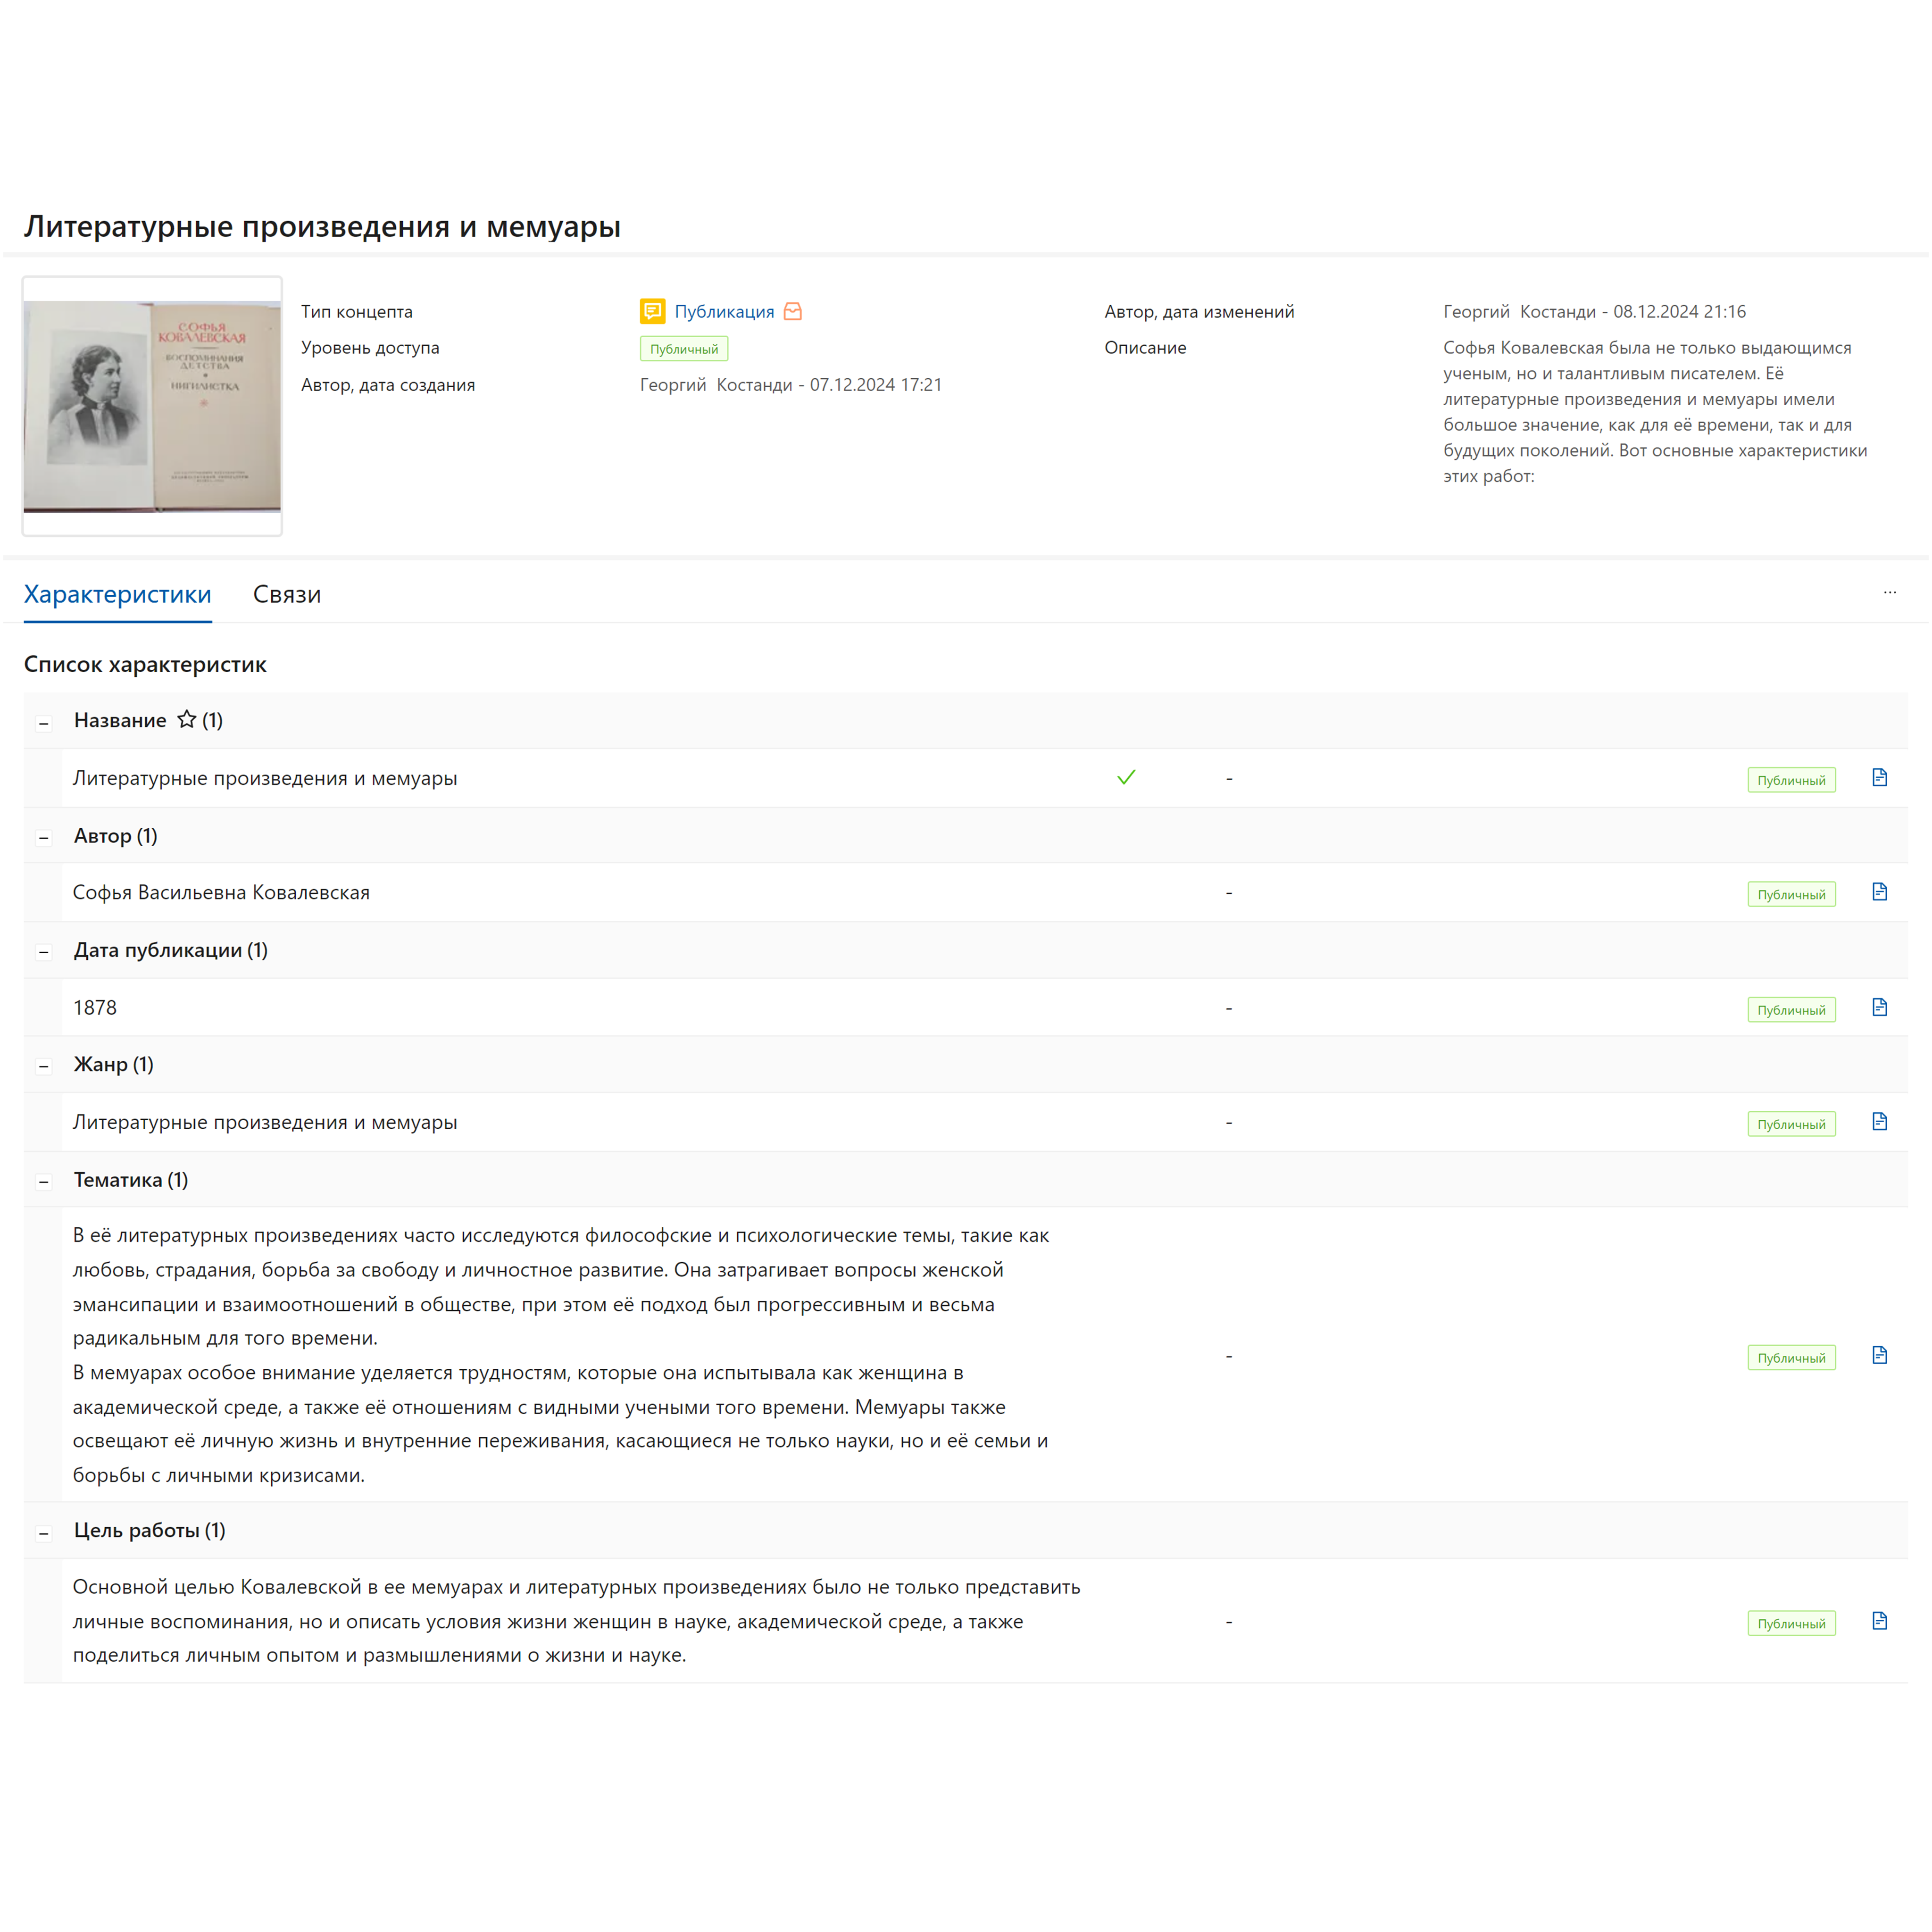 Литературные произведения и мемуары
СОФЬЯ
КОВАЛЕВСКАЯ
ВОСПОМИНАНИЯ
ДЕТСТВА
НИГИЛИСТКА
Тип концепта
Публикация
Уровень доступа
Публичный
Автор, дата создания
Георгий Костанди - 07.12.2024 17:21
Автор, дата изменений
Георгий Костанди - 08.12.2024 21:16
Описание
Софья Ковалевская была не только выдающимся
ученым, но и талантливым писателем. Её
литературные произведения и мемуары имели
большое значение, как для её времени, так и для
будущих поколений. Вот основные характеристики
этих работ:
Характеристики
Связи
...
Список характеристик
Название (1)
Литературные произведения и мемуары - Публичный
Автор (1)
Софья Васильевна Ковалевская - Публичный
Дата публикации (1)
1878 - Публичный
Жанр (1)
Литературные произведения и мемуары - Публичный
Тематика (1)
В её литературных произведениях часто исследуются философские и психологические темы, такие как
любовь, страдания, борьба за свободу и личностное развитие. Она затрагивает вопросы женской
эмансипации и взаимоотношений в обществе, при этом её подход был прогрессивным и весьма
радикальным для того времени.
В мемуарах особое внимание уделяется трудностям, которые она испытывала как женщина в
академической среде, а также её отношениям с видными учеными того времени. Мемуары также
освещают её личную жизнь и внутренние переживания, касающиеся не только науки, но и её семьи и
борьбы с личными кризисами.
- Публичный
Цель работы (1)
Основной целью Ковалевской в ее мемуарах и литературных произведениях было не только представить
личные воспоминания, но и описать условия жизни женщин в науке, академической среде, а также
поделиться личным опытом и размышлениями о жизни и науке.
- Публичный